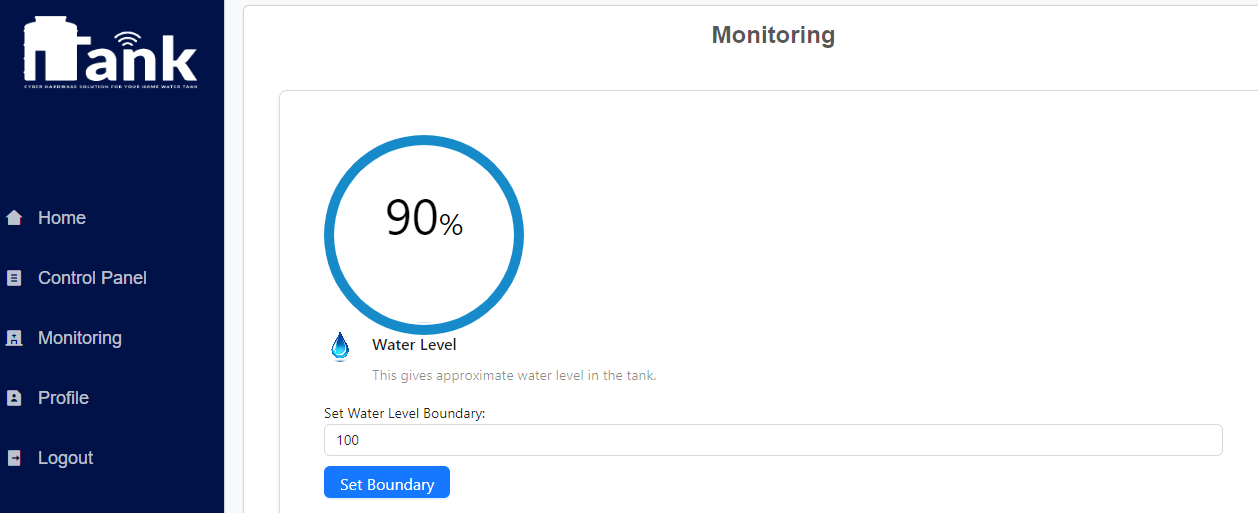 Tank
CYBER HARDWARE SOLUTION FOR YOUR HOME WATER TANK
Home
Control Panel
Monitoring
Profile
Logout
Monitoring
90%
Water Level
This gives approximate water level in the tank.
Set Water Level Boundary:
100
Set Boundary